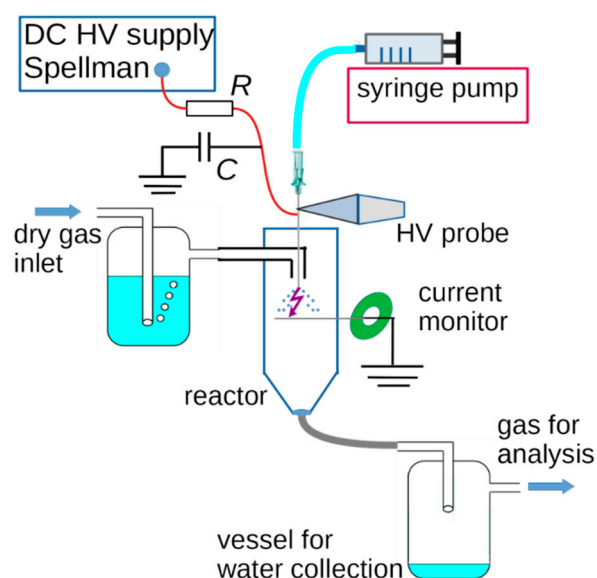 DC HV supply
Spellman
R
syringe pump
C
HV probe
dry gas
inlet
current
monitor
reactor
gas for
analysis
vessel for
water collection